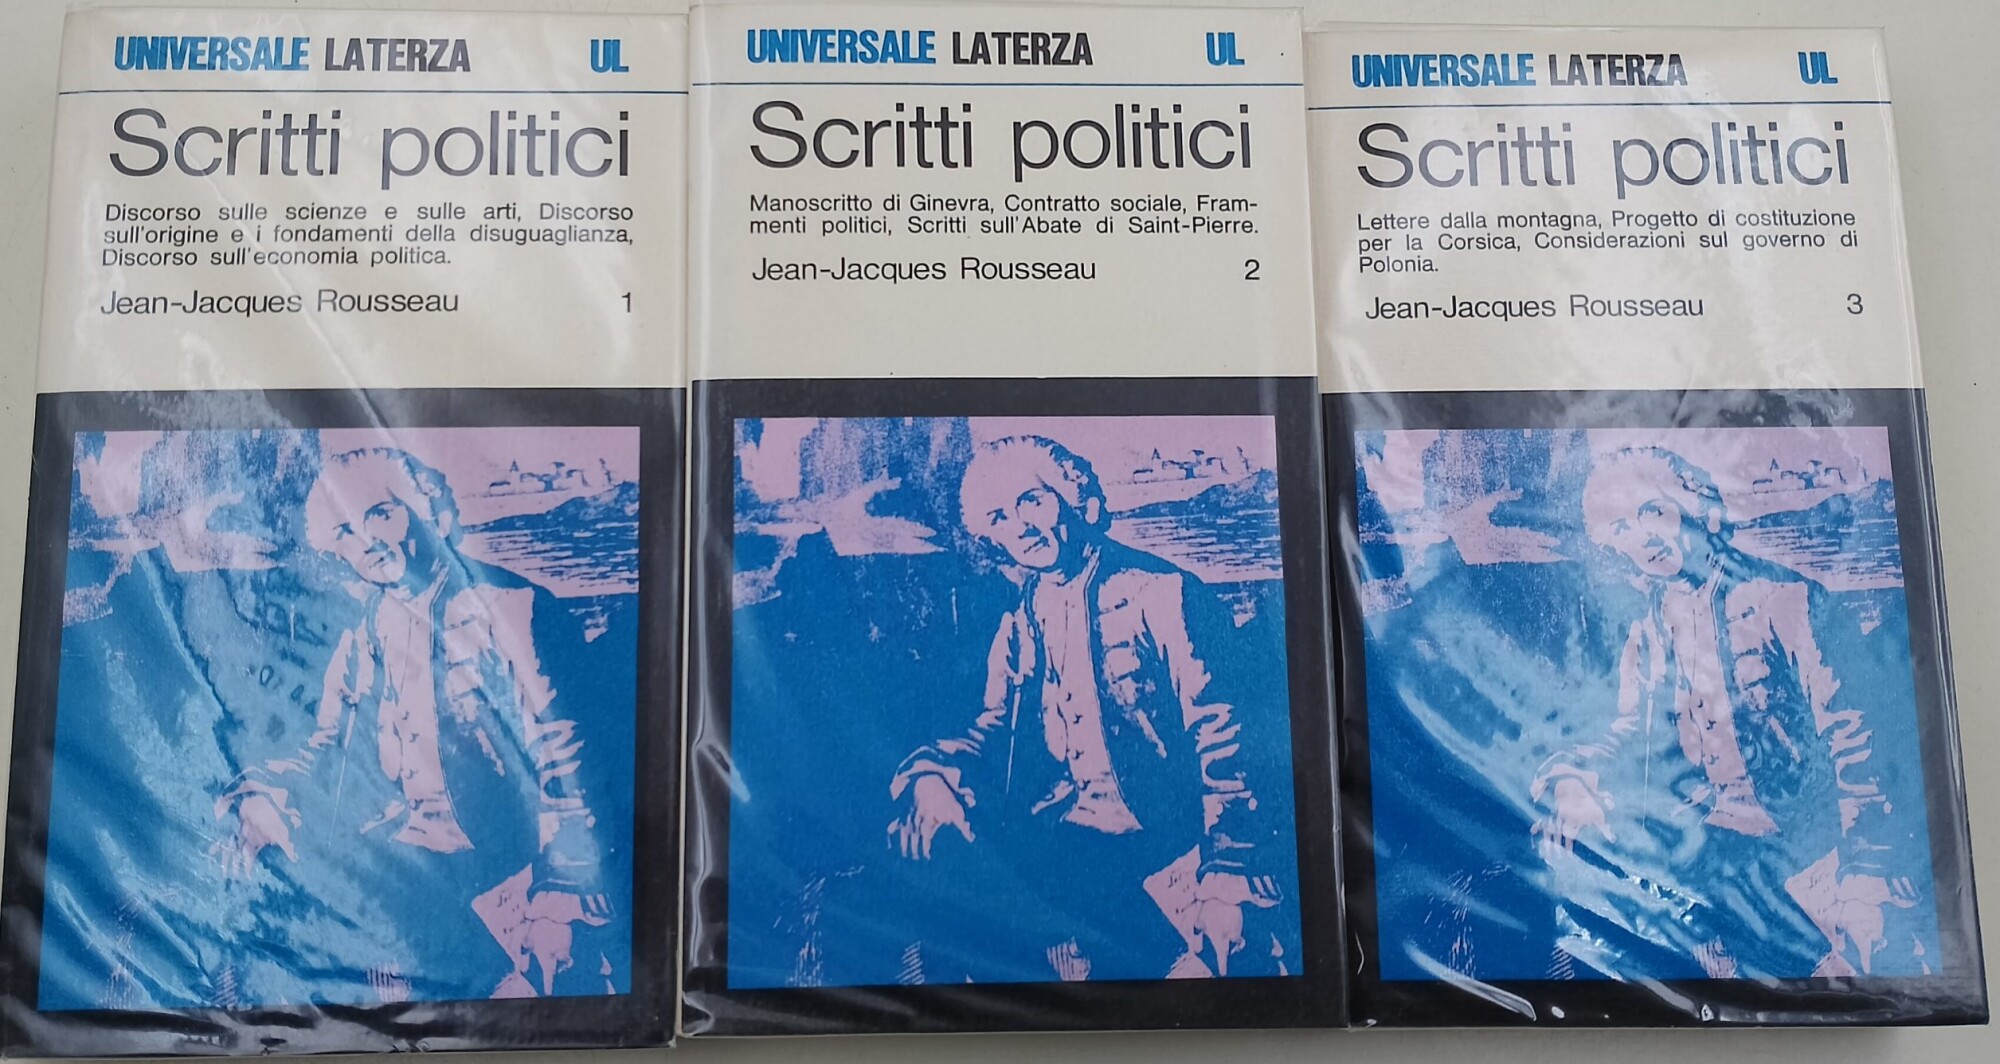 UNIVERSALE LATERZA UL
Scritti politici
Discorso sulle scienze e sulle arti, Discorso
sull'origine e i fondamenti della disuguaglianza,
Discorso sull'economia politica.
Jean-Jacques Rousseau 1
UNIVERSALE LATERZA UL
Scritti politici
Manoscritto di Ginevra, Contratto sociale, Fram-
menti politici, Scritti sull'Abate di Saint-Pierre.
Jean-Jacques Rousseau 2
UNIVERSALE LATERZA UL
Scritti politici
Lettere dalla montagna, Progetto di costituzione
per la Corsica, Considerazioni sul governo di
Polonia.
Jean-Jacques Rousseau 3